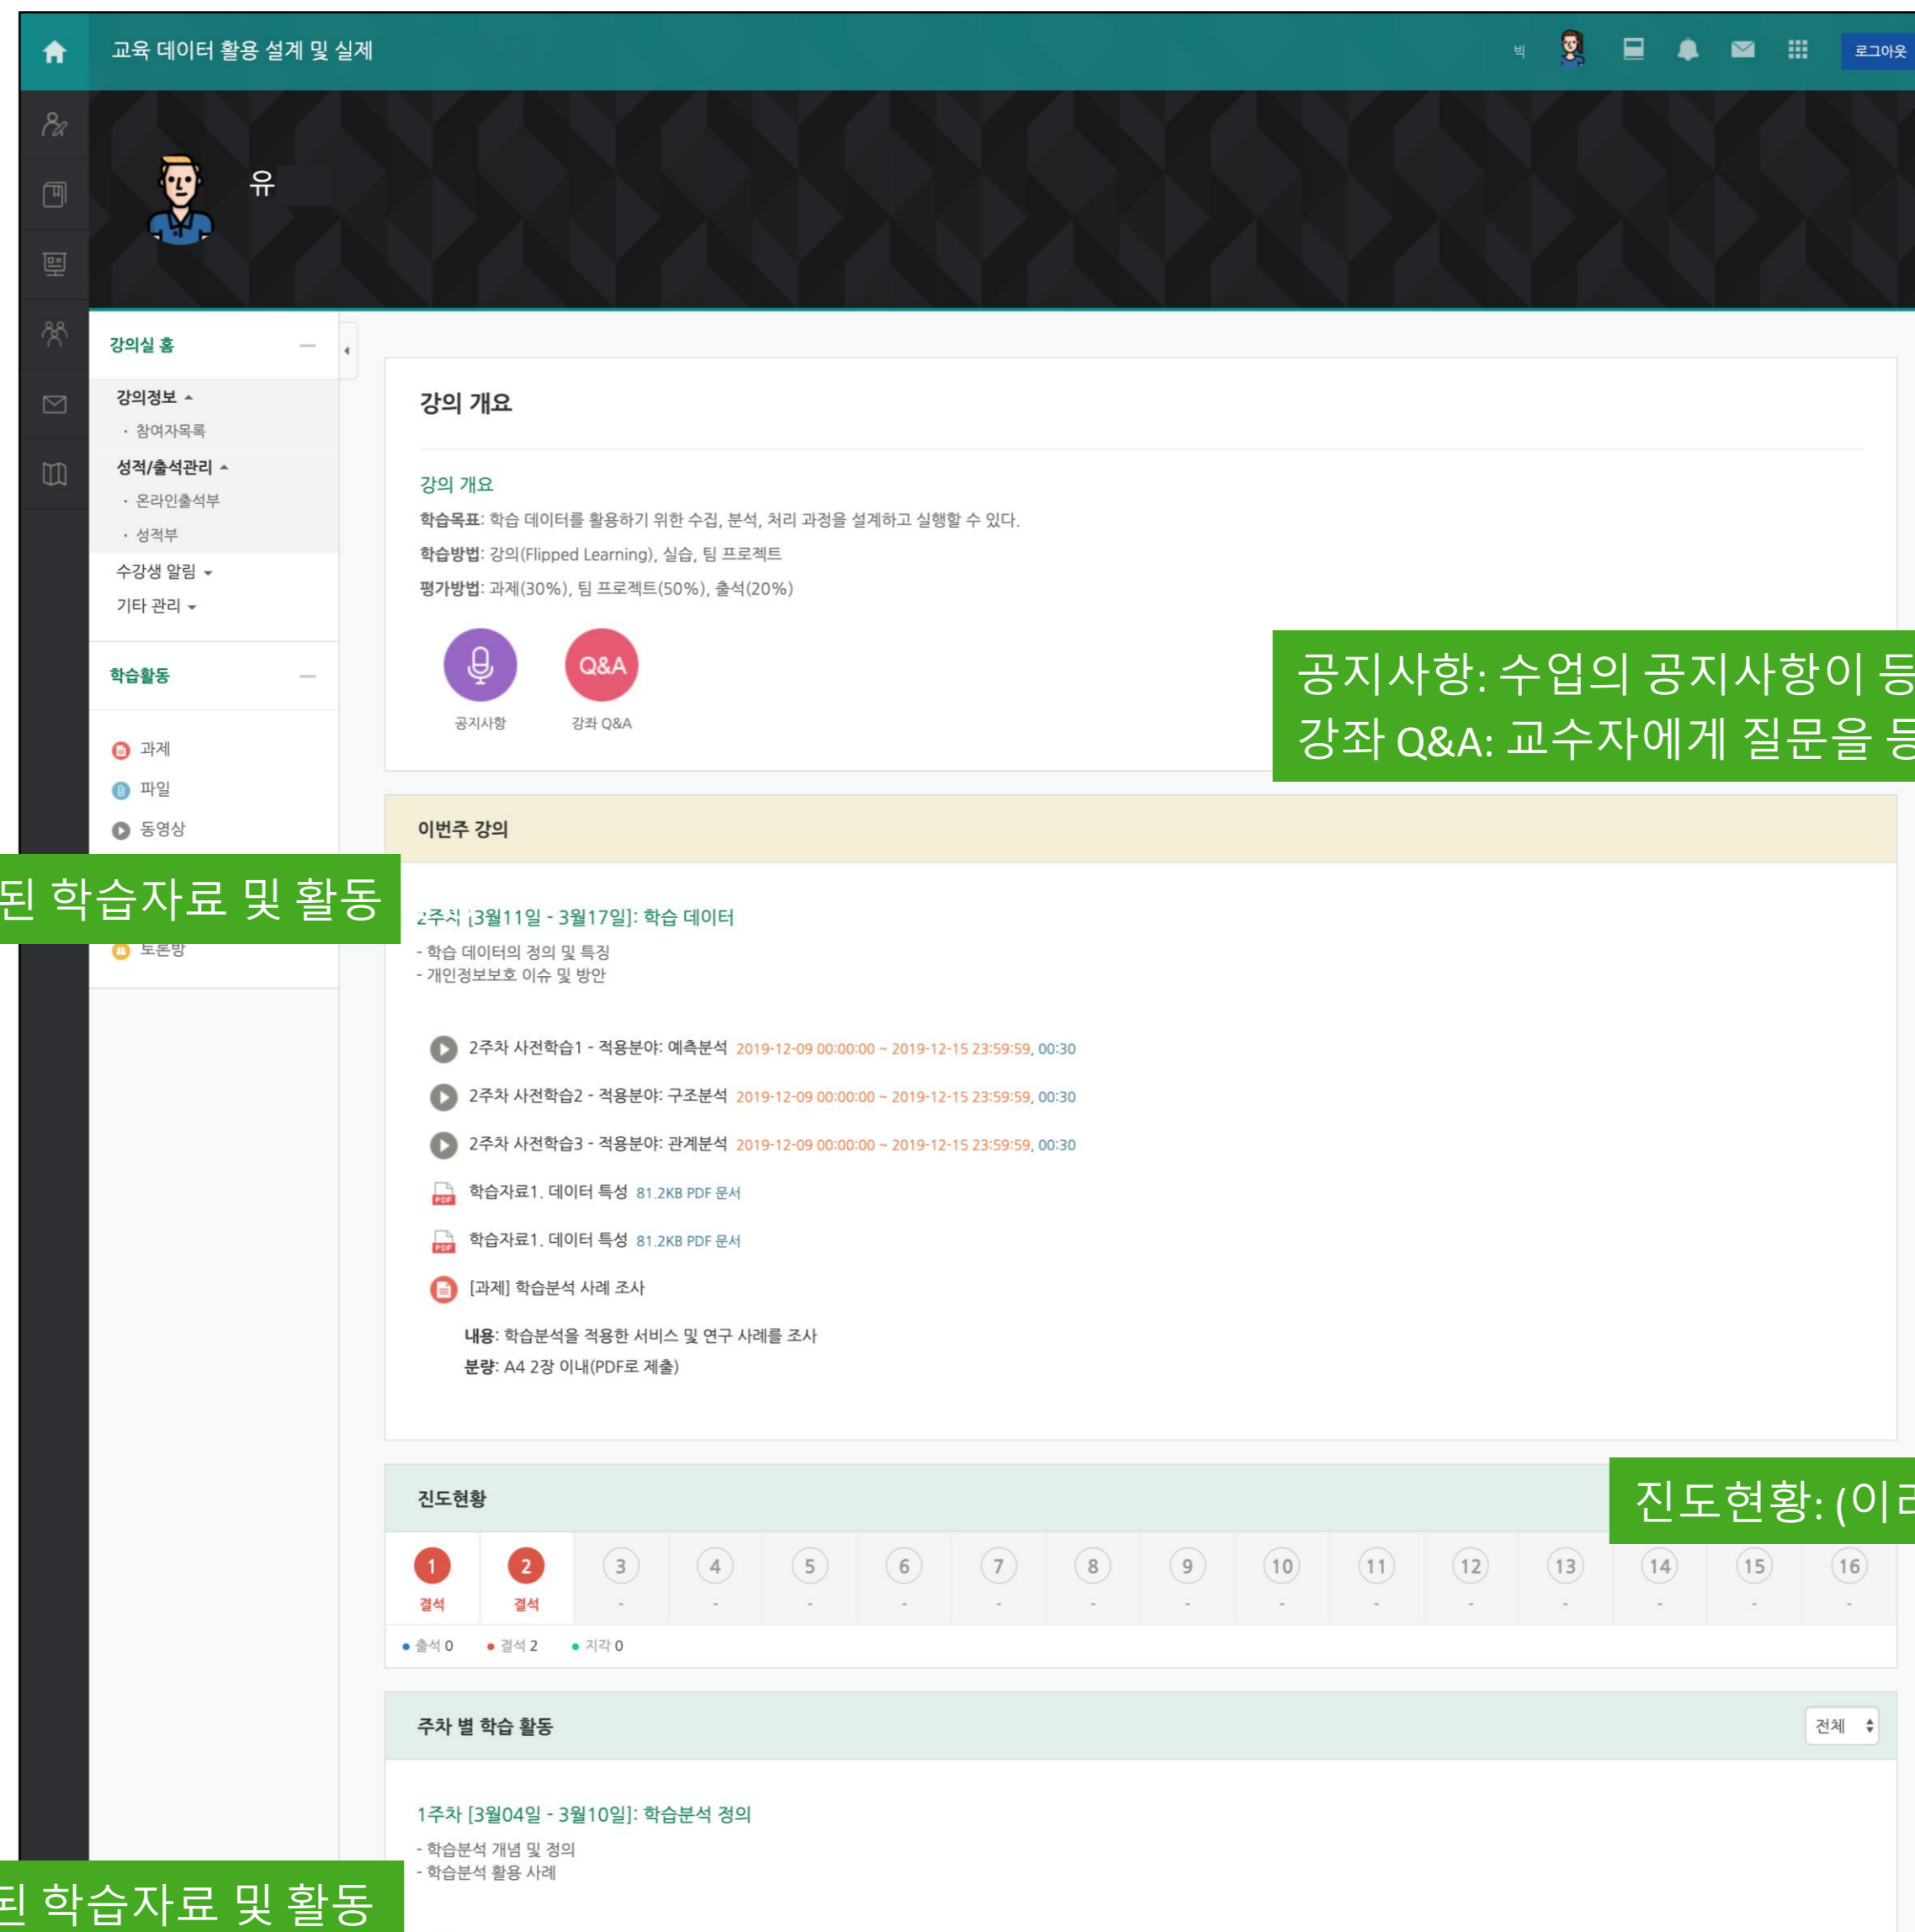 교육 데이터 활용 설계 및 실제
빅
로그아웃
유
강의실 홈
강의정보
· 참여자목록
성적/출석관리
· 온라인출석부
· 성적부
수강생 알림
기타 관리
학습활동
과제
파일
동영상
된 학습자료 및 활동
토론방
강의 개요
강의 개요
학습목표: 학습 데이터를 활용하기 위한 수집, 분석, 처리 과정을 설계하고 실행할 수 있다.
학습방법: 강의(Flipped Learning), 실습, 팀 프로젝트
평가방법: 과제(30%), 팀 프로젝트(50%), 출석(20%)
Q&A
공지사항
강좌 Q&A
공지사항: 수업의 공지사항이 등
강좌 Q&A: 교수자에게 질문을 등
이번주 강의
2주차 [3월11일 - 3월17일]: 학습 데이터
- 학습 데이터의 정의 및 특징
- 개인정보보호 이슈 및 방안
2주차 사전학습1 - 적용분야: 예측분석 2019-12-09 00:00:00 ~ 2019-12-15 23:59:59, 00:30
2주차 사전학습2 - 적용분야: 구조분석 2019-12-09 00:00:00 ~ 2019-12-15 23:59:59, 00:30
2주차 사전학습3 - 적용분야: 관계분석 2019-12-09 00:00:00 ~ 2019-12-15 23:59:59, 00:30
PDF 학습자료1. 데이터 특성 81.2KB PDF 문서
PDF 학습자료1. 데이터 특성 81.2KB PDF 문서
[과제] 학습분석 사례 조사
내용: 학습분석을 적용한 서비스 및 연구 사례를 조사
분량: A4 2장 이내(PDF로 제출)
진도현황
진도현황: (이러
1 2 3 4 5 6 7 8 9 10 11 12 13 14 15 16
결석 결석 - - - - - - - - - - - - - -
• 출석 0 • 결석 2 • 지각 0
주차 별 학습 활동
전체
1주차 [3월04일 - 3월10일]: 학습분석 정의
- 학습분석 개념 및 정의
- 학습분석 활용 사례
된 학습자료 및 활동